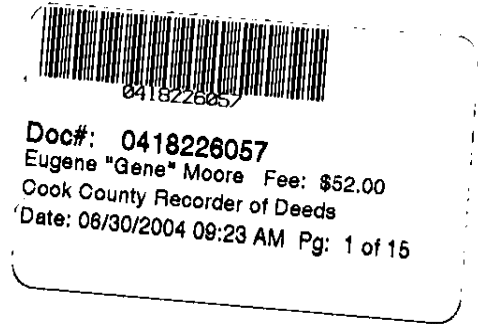 0418226057
Doc#: 0418226057
Eugene "Gene" Moore Fee: $52.00
Cook County Recorder of Deeds
Date: 06/30/2004 09:23 AM Pg: 1 of 15